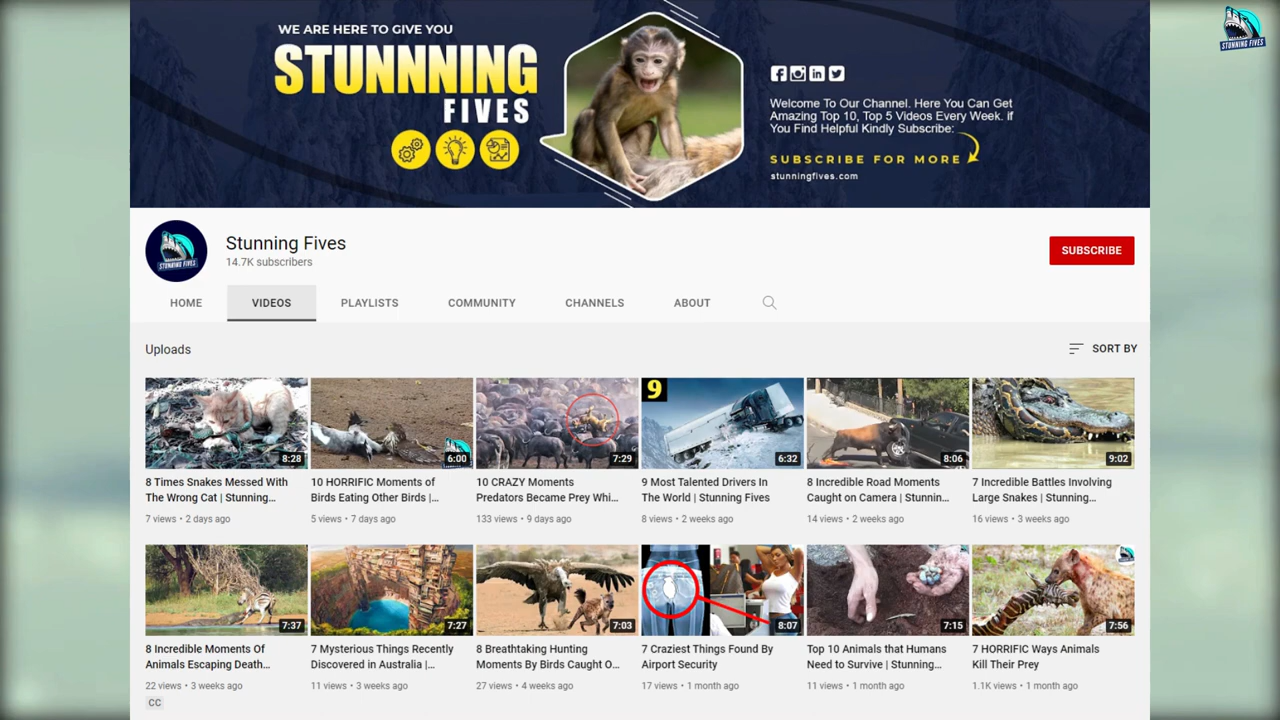 WE ARE HERE TO GIVE YOU
STUNNNING
FIVES
Welcome To Our Channel. Here You Can Get
Amazing Top 10, Top 5 Videos Every Week. if
You Find Helpful Kindly Subscribe:
SUBSCRIBE FOR MORE
stunningfives.com
STUNNING FIVES
STUNNING FIVES
Stunning Fives
14.7K subscribers
SUBSCRIBE
HOME VIDEOS PLAYLISTS COMMUNITY CHANNELS ABOUT
Uploads
SORT BY
9
8:28 6:00 7:29 6:32 8:06 9:02
8 Times Snakes Messed With
The Wrong Cat | Stunning...
7 views • 2 days ago
10 HORRIFIC Moments of
Birds Eating Other Birds |...
5 views • 7 days ago
10 CRAZY Moments
Predators Became Prey Whi...
133 views • 9 days ago
9 Most Talented Drivers In
The World | Stunning Fives
8 views • 2 weeks ago
8 Incredible Road Moments
Caught on Camera | Stunnin...
14 views • 2 weeks ago
7 Incredible Battles Involving
Large Snakes | Stunning...
16 views • 3 weeks ago
7:37 7:27 7:03 8:07 7:15 7:56
8 Incredible Moments Of
Animals Escaping Death...
22 views • 3 weeks ago
CC
7 Mysterious Things Recently
Discovered in Australia |...
11 views • 3 weeks ago
8 Breathtaking Hunting
Moments By Birds Caught O...
27 views • 4 weeks ago
7 Craziest Things Found By
Airport Security
17 views • 1 month ago
Top 10 Animals that Humans
Need to Survive | Stunning...
11 views • 1 month ago
7 HORRIFIC Ways Animals
Kill Their Prey
1.1K views • 1 month ago